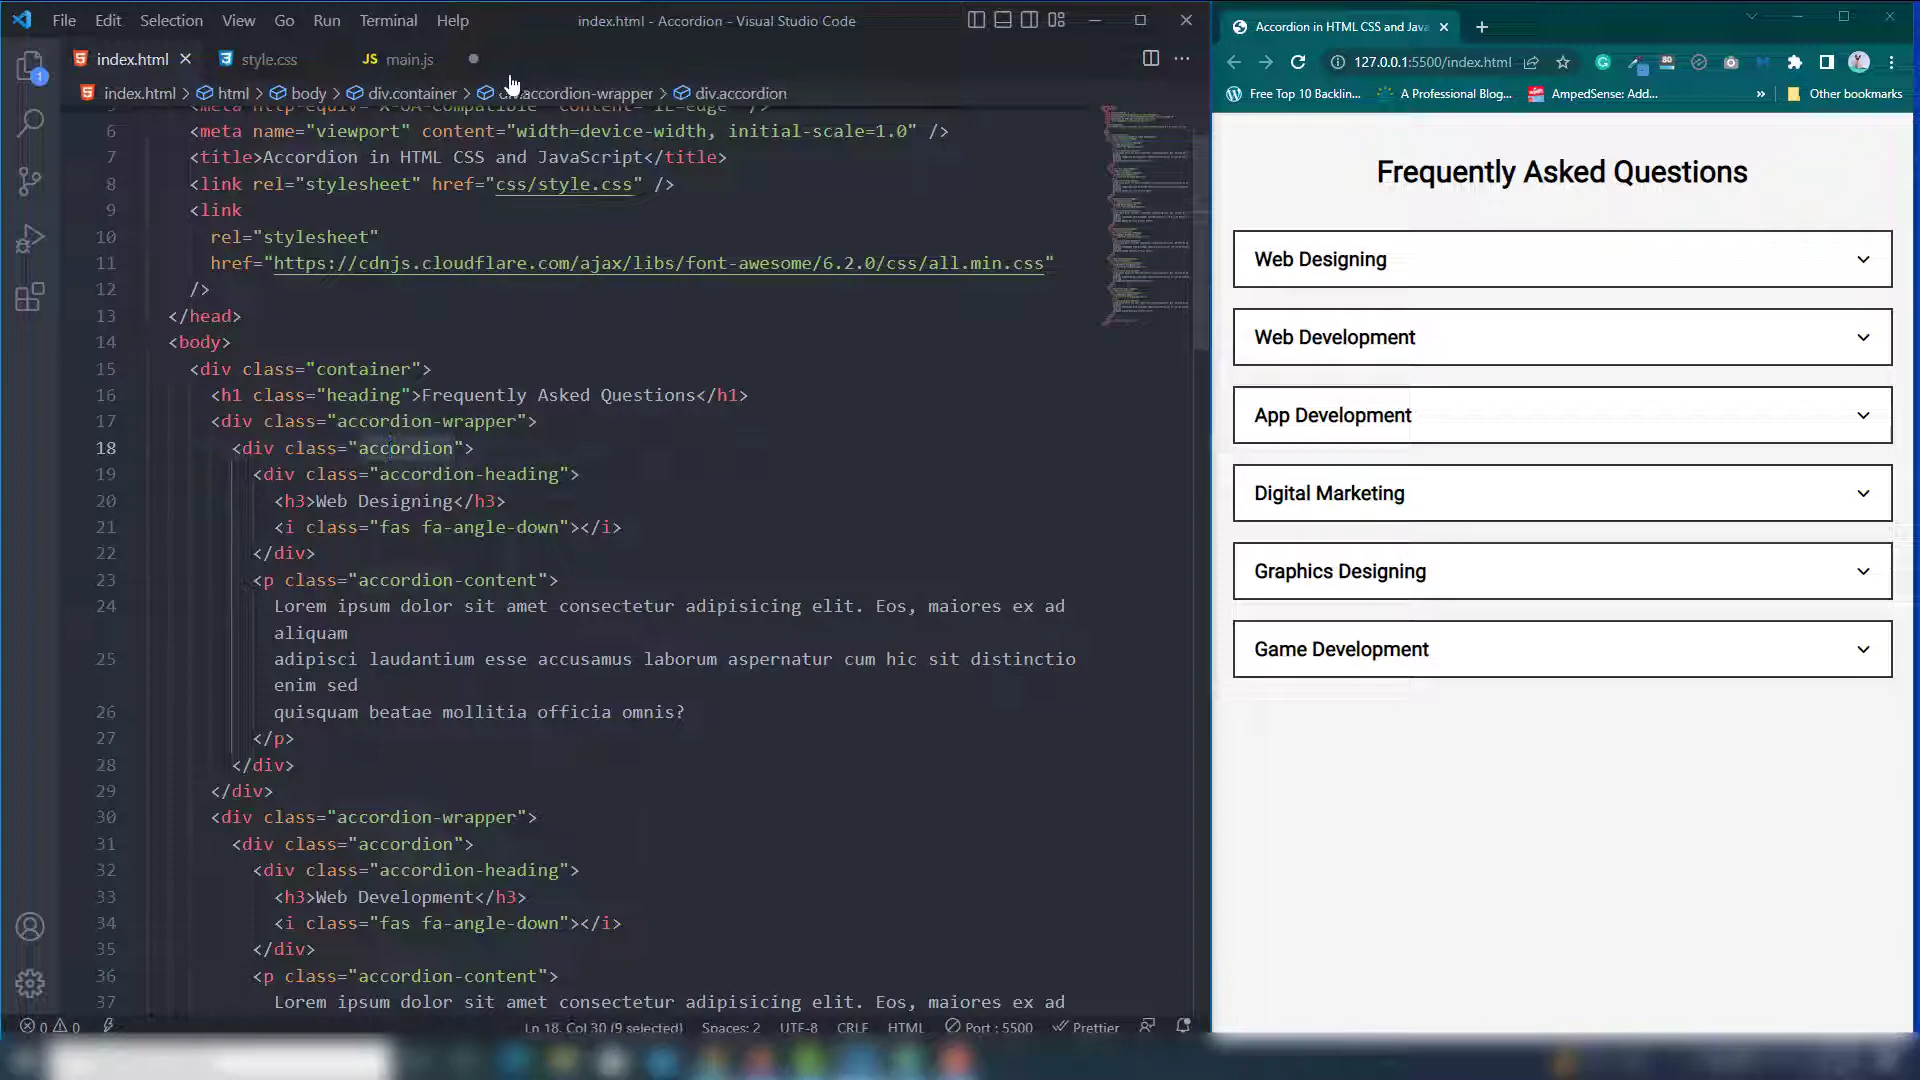 File Edit Selection View Go Run Terminal Help
index.html - Accordion - Visual Studio Code
index.html style.css JS main.js
index.html > html > body > div.container > div.accordion-wrapper > div.accordion
1
<meta http-equiv="X-UA-Compatible" content="IE=edge" />
6 <meta name="viewport" content="width=device-width, initial-scale=1.0" />
7 <title>Accordion in HTML CSS and JavaScript</title>
8 <link rel="stylesheet" href="css/style.css" />
9 <link
10 rel="stylesheet"
11 href="https://cdnjs.cloudflare.com/ajax/libs/font-awesome/6.2.0/css/all.min.css"
12 />
13 </head>
14 <body>
15 <div class="container">
16 <h1 class="heading">Frequently Asked Questions</h1>
17 <div class="accordion-wrapper">
18 <div class="accordion">
19 <div class="accordion-heading">
20 <h3>Web Designing</h3>
21 <i class="fas fa-angle-down"></i>
22 </div>
23 <p class="accordion-content">
24 Lorem ipsum dolor sit amet consectetur adipisicing elit. Eos, maiores ex ad
aliquam
25 adipisci laudantium esse accusamus laborum aspernatur cum hic sit distinctio
enim sed
26 quisquam beatae mollitia officia omnis?
27 </p>
28 </div>
29 </div>
30 <div class="accordion-wrapper">
31 <div class="accordion">
32 <div class="accordion-heading">
33 <h3>Web Development</h3>
34 <i class="fas fa-angle-down"></i>
35 </div>
36 <p class="accordion-content">
37 Lorem ipsum dolor sit amet consectetur adipisicing elit. Eos, maiores ex ad
0 0 Ln 18, Col 30 (9 selected) Spaces: 2 UTF-8 CRLF HTML Port : 5500 Prettier
Accordion in HTML CSS and Java
127.0.0.1:5500/index.html 80
Free Top 10 Backlin... A Professional Blog... AmpedSense: Add... » Other bookmarks
Frequently Asked Questions
Web Designing
Web Development
App Development
Digital Marketing
Graphics Designing
Game Development